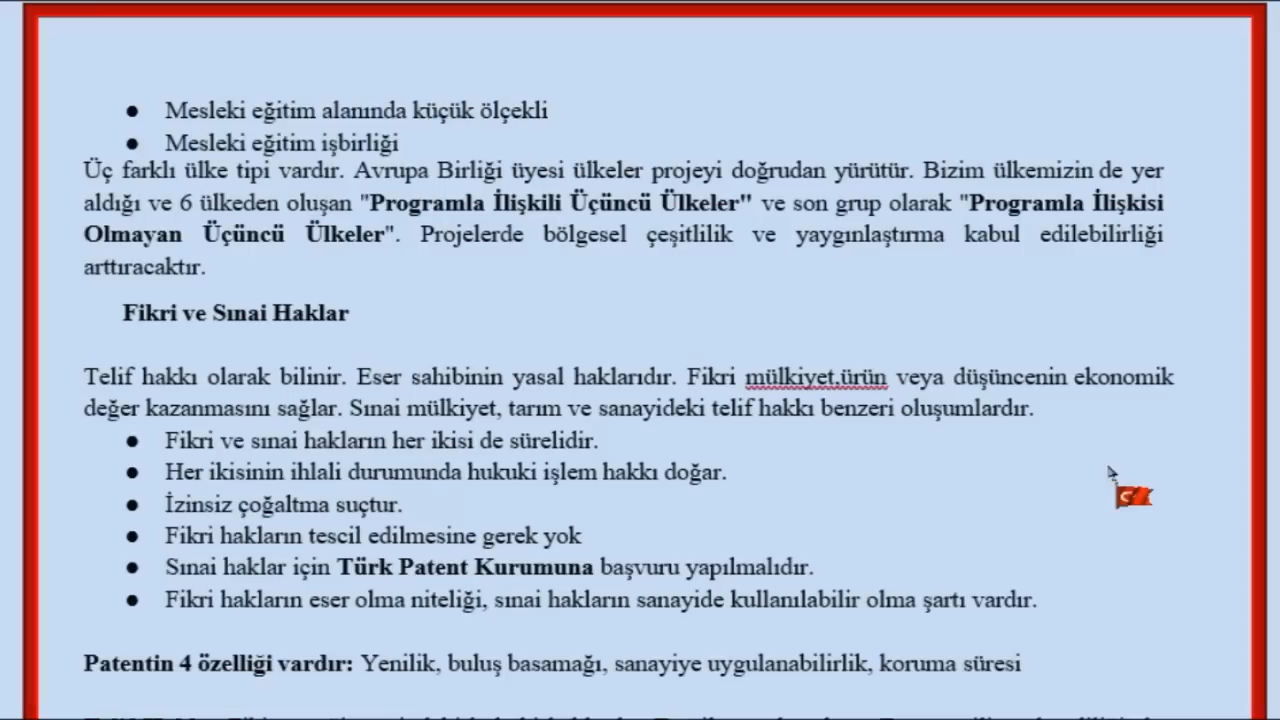 ● Mesleki eğitim alanında küçük ölçekli
● Mesleki eğitim işbirliği
Üç farklı ülke tipi vardır. Avrupa Birliği üyesi ülkeler projeyi doğrudan yürütür. Bizim ülkemizin de yer
aldığı ve 6 ülkeden oluşan "Programla İlişkili Üçüncü Ülkeler" ve son grup olarak "Programla İlişkisi
Olmayan Üçüncü Ülkeler". Projelerde bölgesel çeşitlilik ve yaygınlaştırma kabul edilebilirliği
arttıracaktır.
Fikri ve Sınai Haklar
Telif hakkı olarak bilinir. Eser sahibinin yasal haklarıdır. Fikri mülkiyet.ürün veya düşüncenin ekonomik
değer kazanmasını sağlar. Sınai mülkiyet, tarım ve sanayideki telif hakkı benzeri oluşumlardır.
● Fikri ve sınai hakların her ikisi de sürelidir.
● Her ikisinin ihlali durumunda hukuki işlem hakkı doğar.
● İzinsiz çoğaltma suçtur.
● Fikri hakların tescil edilmesine gerek yok
● Sınai haklar için Türk Patent Kurumuna başvuru yapılmalıdır.
● Fikri hakların eser olma niteliği, sınai hakların sanayide kullanılabilir olma şartı vardır.
Patentin 4 özelliği vardır: Yenilik, buluş basamağı, sanayiye uygulanabilirlik, koruma süresi